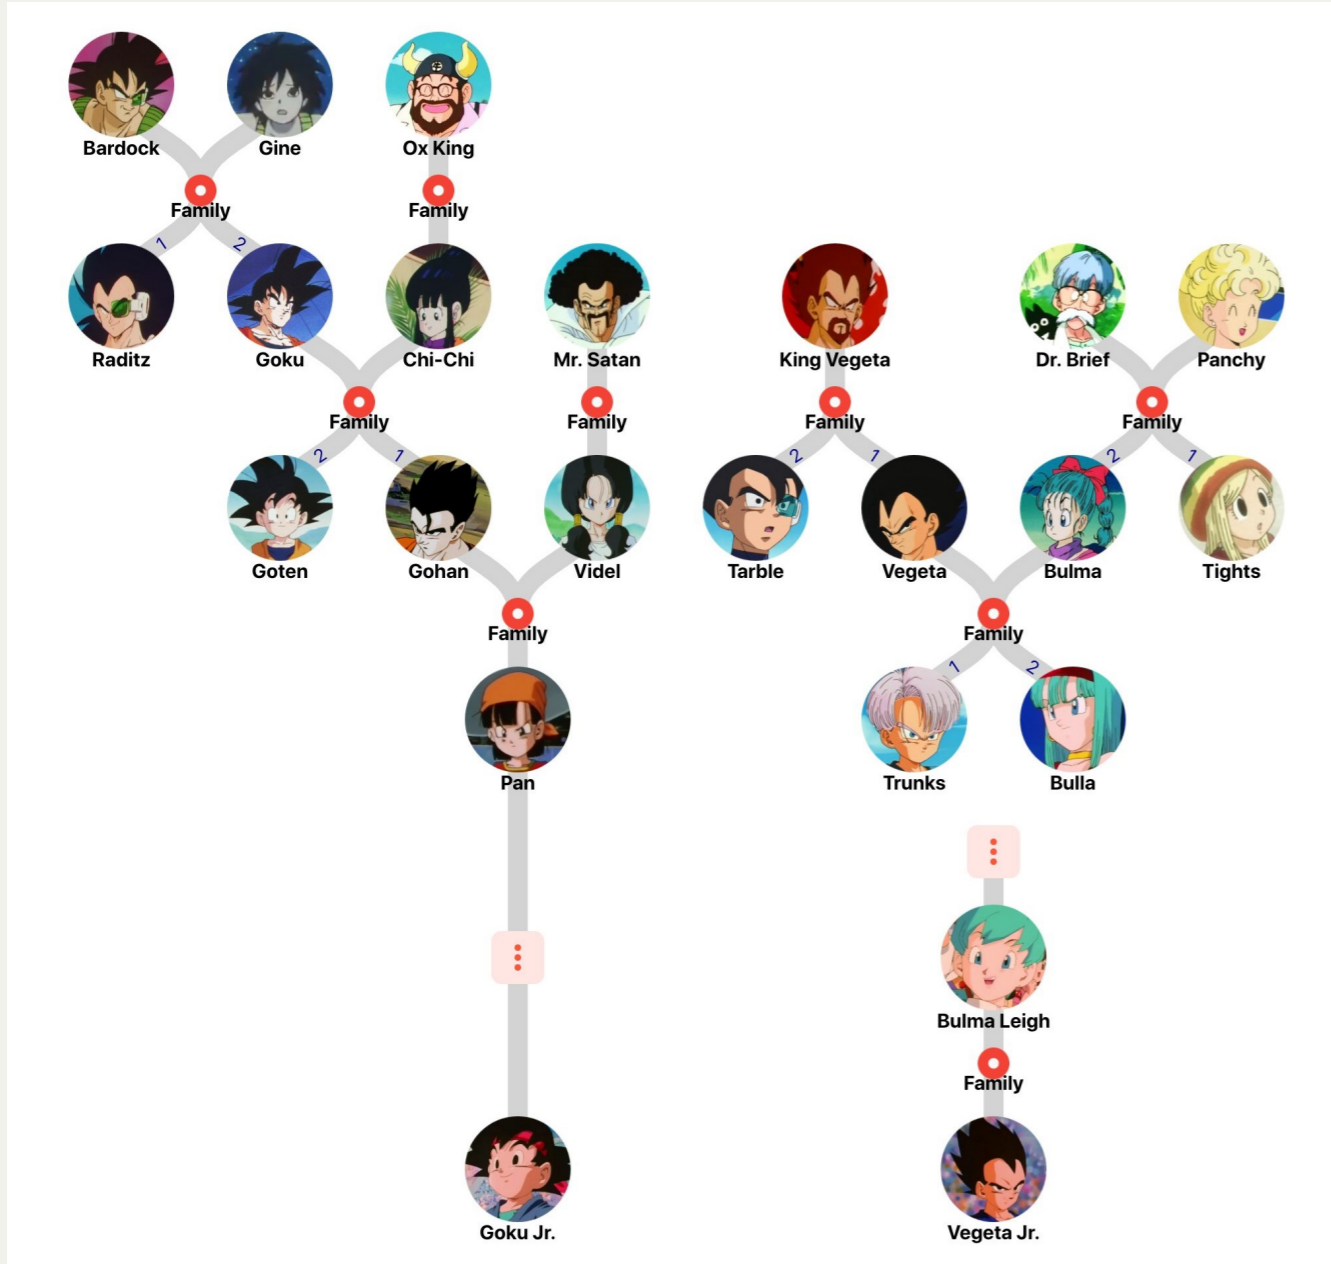 Bardock
Gine
Ox King
Family
Family
1
2
Raditz
Goku
Chi-Chi
Mr. Satan
King Vegeta
Dr. Brief
Panchy
Family
Family
Family
Family
2
1
2
1
2
1
Goten
Gohan
Videl
Tarble
Vegeta
Bulma
Tights
Family
Family
1
2
Pan
Trunks
Bulla
Bulma Leigh
Family
Goku Jr.
Vegeta Jr.